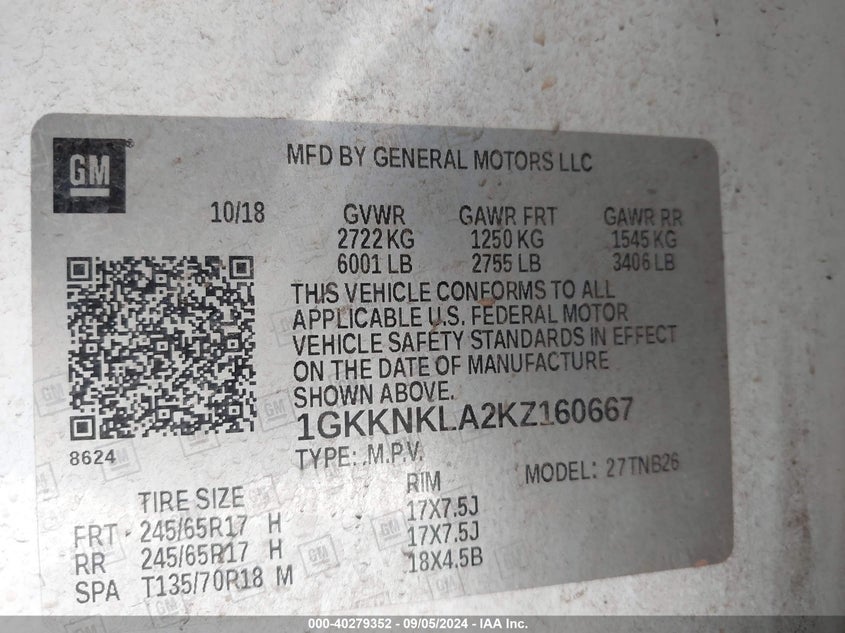 GM
MFD BY GENERAL MOTORS LLC
10/18 GVWR GAWR FRT GAWR RR
2722 KG 1250 KG 1545 KG
6001 LB 2755 LB 3406 LB
THIS VEHICLE CONFORMS TO ALL
APPLICABLE U.S. FEDERAL MOTOR
VEHICLE SAFETY STANDARDS IN EFFECT
ON THE DATE OF MANUFACTURE
SHOWN ABOVE.
1GKKNKLA2KZ160667
8624
TYPE: .M.P.V. MODEL: 27TNB26
TIRE SIZE RIM
FRT - 245/65R17 H 17X7.5J
RR 245/65R17 H 17X7.5J
SPA T135/70R18 M 18X4.5B
© - 40279352 - 09/05/2024 - IAA Inc.